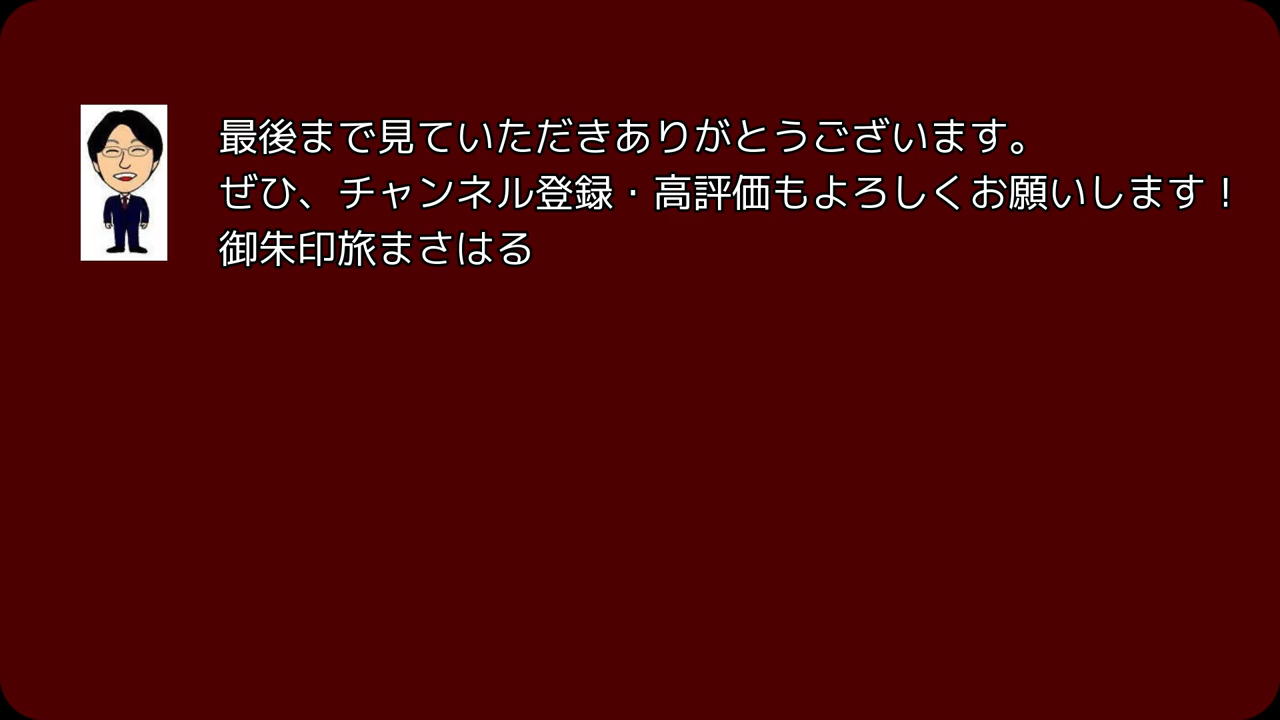 最後まで見ていただきありがとうございます。
ぜひ、チャンネル登録・高評価もよろしくお願いします！
御朱印旅まさはる